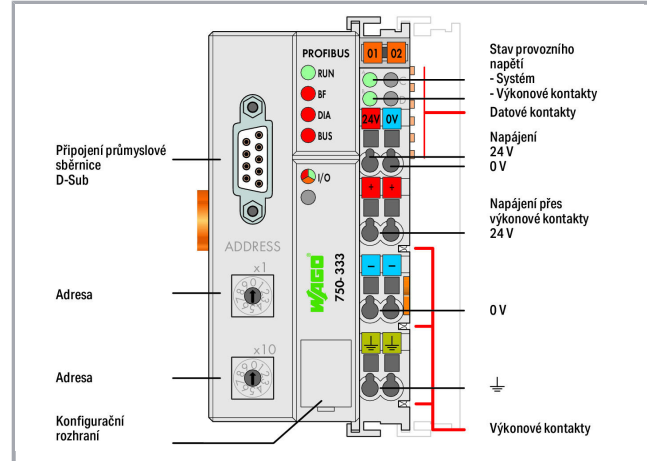 PROFIBUS
RUN
BF
DIA
BUS
I/O
01 02
24V 0V
+ +
− −
ADDRESS
x1
x10
WAGO
750-333
Připojení průmyslové
sběrnice
D-Sub
Adresa
Adresa
Konfigurační
rozhraní
Stav provozního
napětí
- Systém
- Výkonové kontakty
Datové kontakty
Napájení
24 V
0 V
Napájení přes
výkonové kontakty
24 V
0 V
Výkonové kontakty